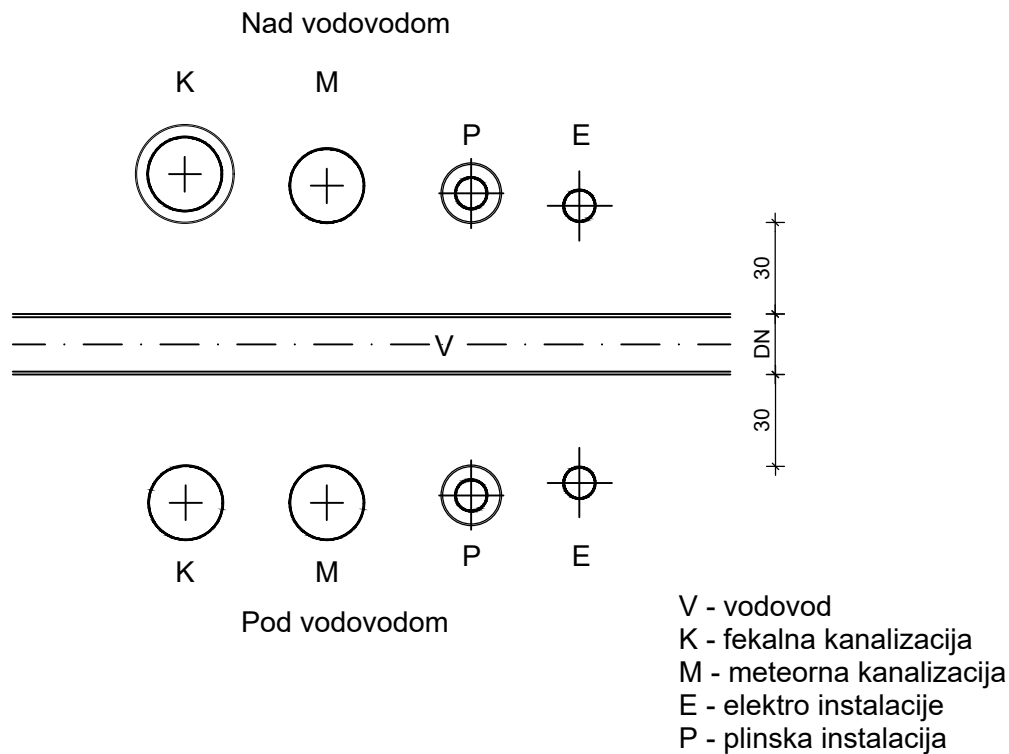 Nad vodovodom
K
M
P
E
30
V
DN
30
K
M
P
E
Pod vodovodom
V - vodovod
K - fekalna kanalizacija
M - meteorna kanalizacija
E - elektro instalacije
P - plinska instalacija